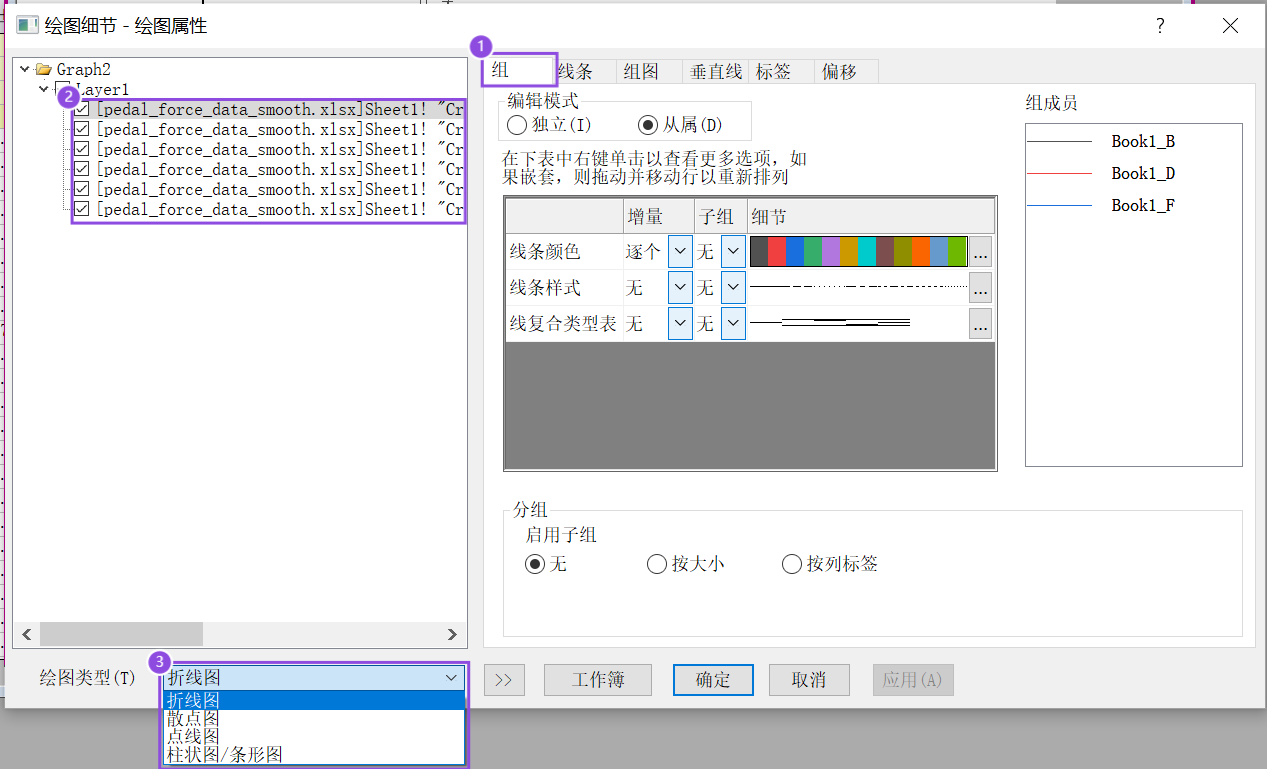 绘图细节 - 绘图属性
?
1
Graph2
Layer1
2
[pedal_force_data_smooth.xlsx]Sheet1! "Cr
[pedal_force_data_smooth.xlsx]Sheet1! "Cr
[pedal_force_data_smooth.xlsx]Sheet1! "Cr
[pedal_force_data_smooth.xlsx]Sheet1! "Cr
[pedal_force_data_smooth.xlsx]Sheet1! "Cr
[pedal_force_data_smooth.xlsx]Sheet1! "Cr
组 线条 组图 垂直线 标签 偏移
编辑模式
独立(I) 从属(D)
在下表中右键单击以查看更多选项，如
果嵌套，则拖动并移动行以重新排列
增量 子组 细节
线条颜色 逐个 无 ...
线条样式 无 无 ...
线复合类型表 无 无 ...
组成员
Book1_B
Book1_D
Book1_F
分组
启用子组
无 按大小 按列标签
3
绘图类型(T) 折线图
折线图
散点图
点线图
柱状图/条形图
>> 工作簿 确定 取消 应用(A)